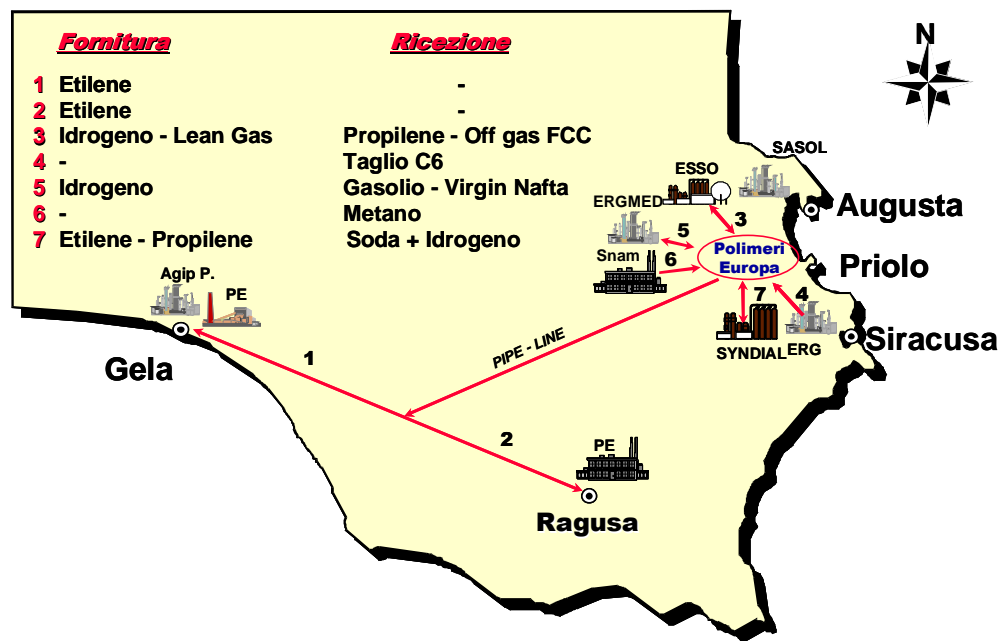 Fornitura Ricezione
N
1 Etilene -
2 Etilene -
3 Idrogeno - Lean Gas Propilene - Off gas FCC
4 - Taglio C6
5 Idrogeno Gasolio - Virgin Nafta
6 - Metano
7 Etilene - Propilene Soda + Idrogeno
SASOL
ESSO
ERGMED
Augusta
3
5
Polimeri
Europa
Snam
6
Priolo
Agip P.
PE
7
4
Siracusa
SYNDIAL
ERG
Gela
1
PIPE - LINE
2
PE
Ragusa